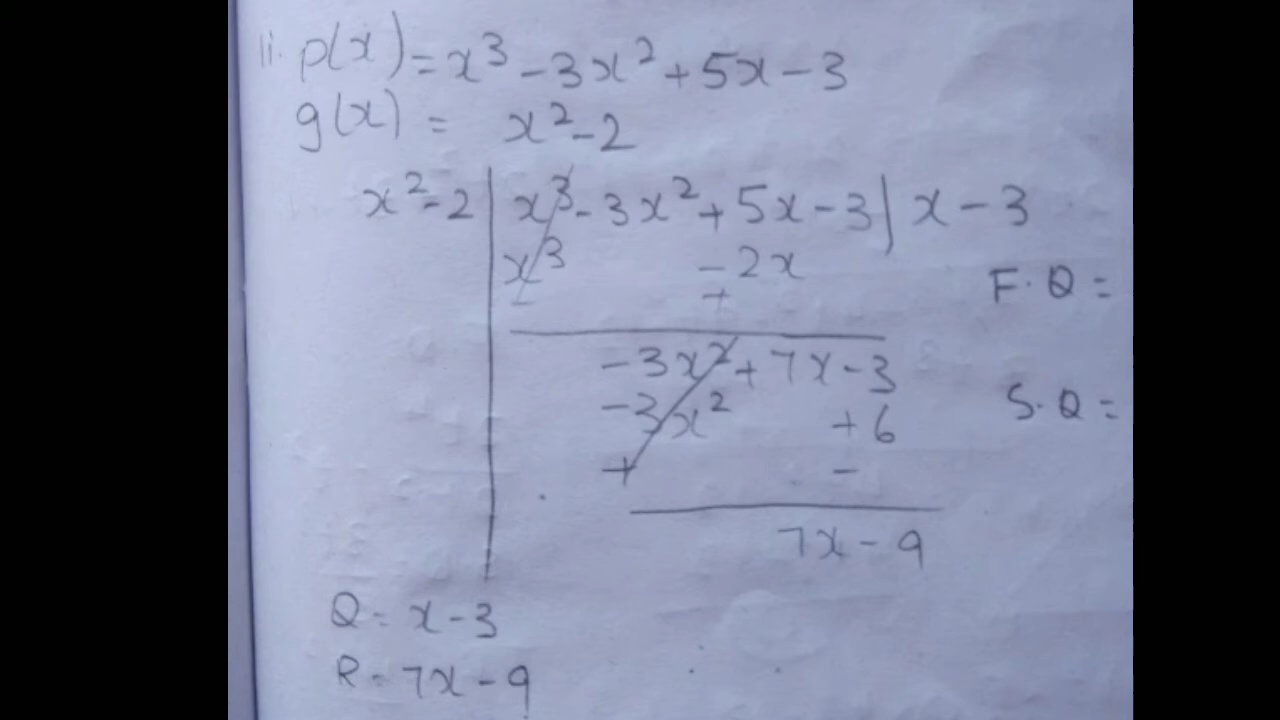 ii. p(x) = x³ - 3x² + 5x - 3
g(x) = x² - 2
x² - 2 | x³ - 3x² + 5x - 3 | x - 3
x³ - 2x
- +
F. Q =
-3x² + 7x - 3
-3x² + 6
+ -
S. Q =
7x - 9
Q = x - 3
R = 7x - 9